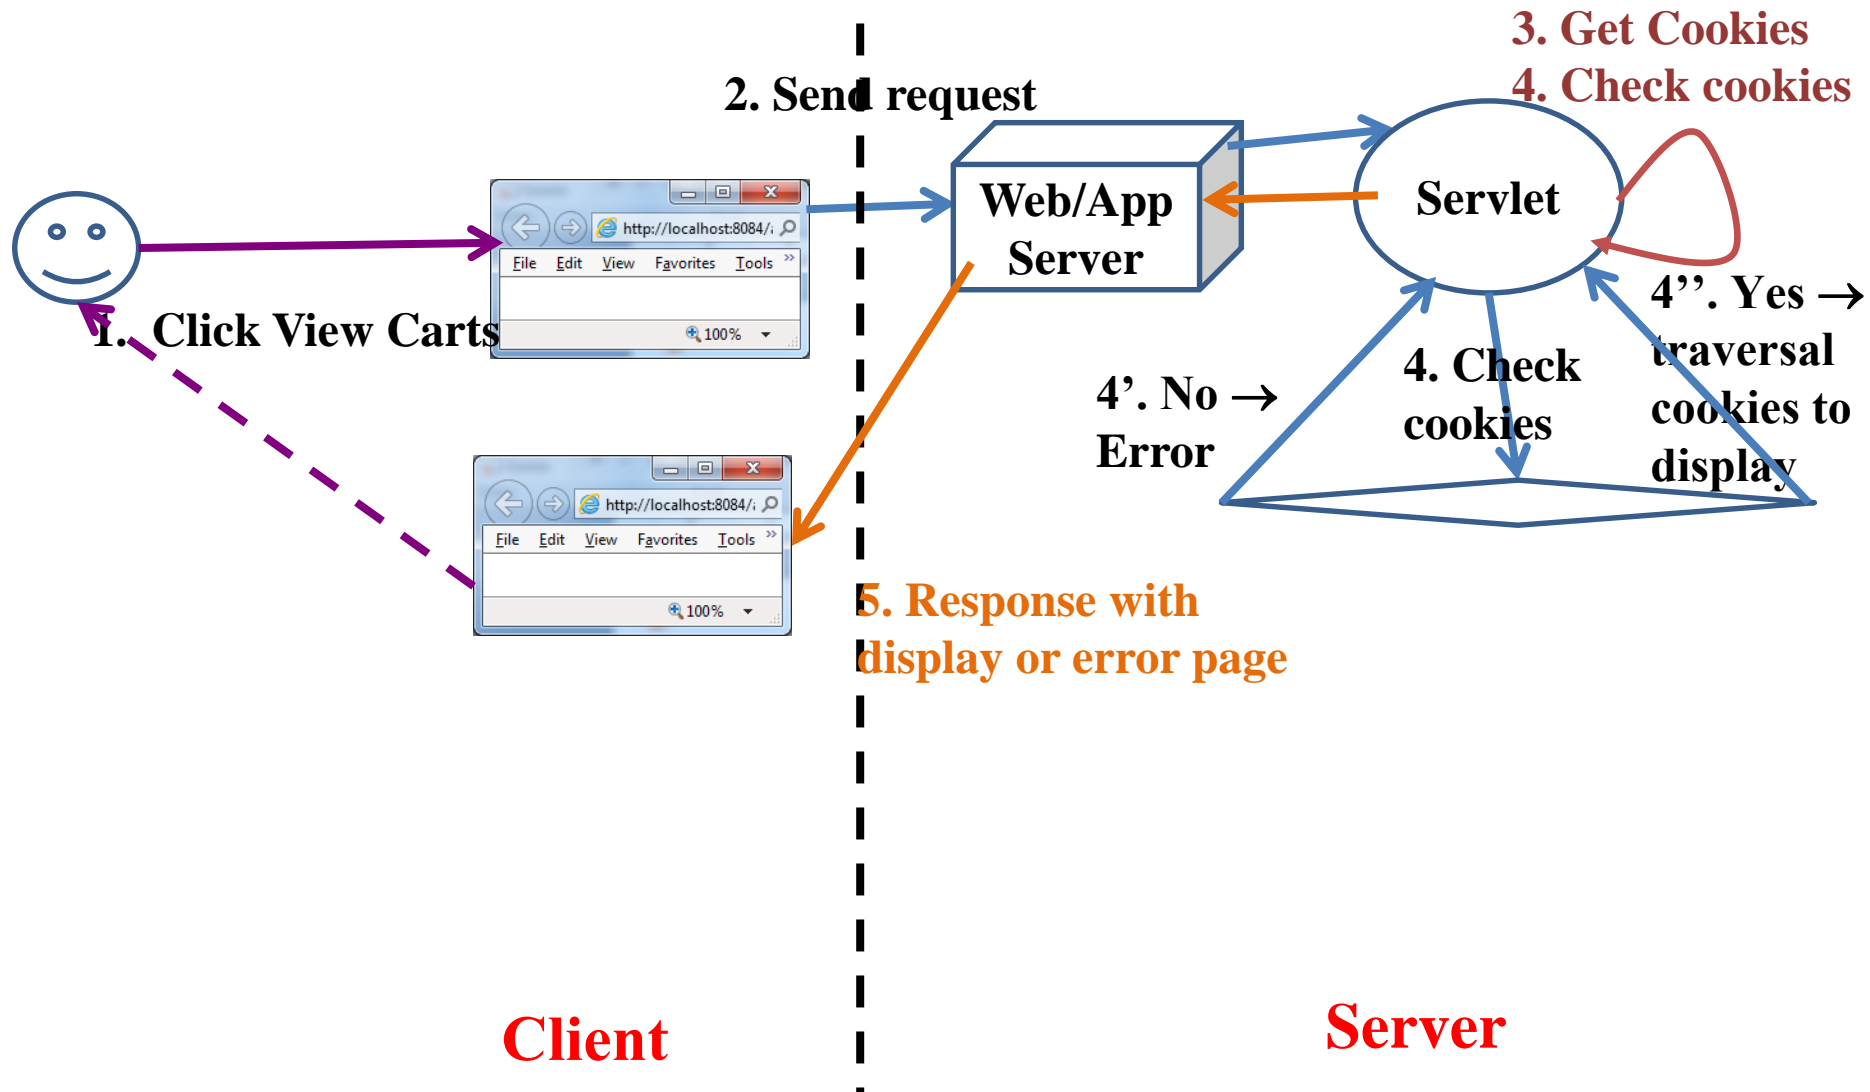 3. Get Cookies
4. Check cookies
2. Send request
Web/App
Server
Servlet
http://localhost:8084/
File Edit View Favorites Tools »
100%
1. Click View Carts
4’’. Yes →
traversal
cookies to
display
4. Check
cookies
4’. No →
Error
http://localhost:8084/
File Edit View Favorites Tools »
100%
5. Response with
display or error page
Client
Server